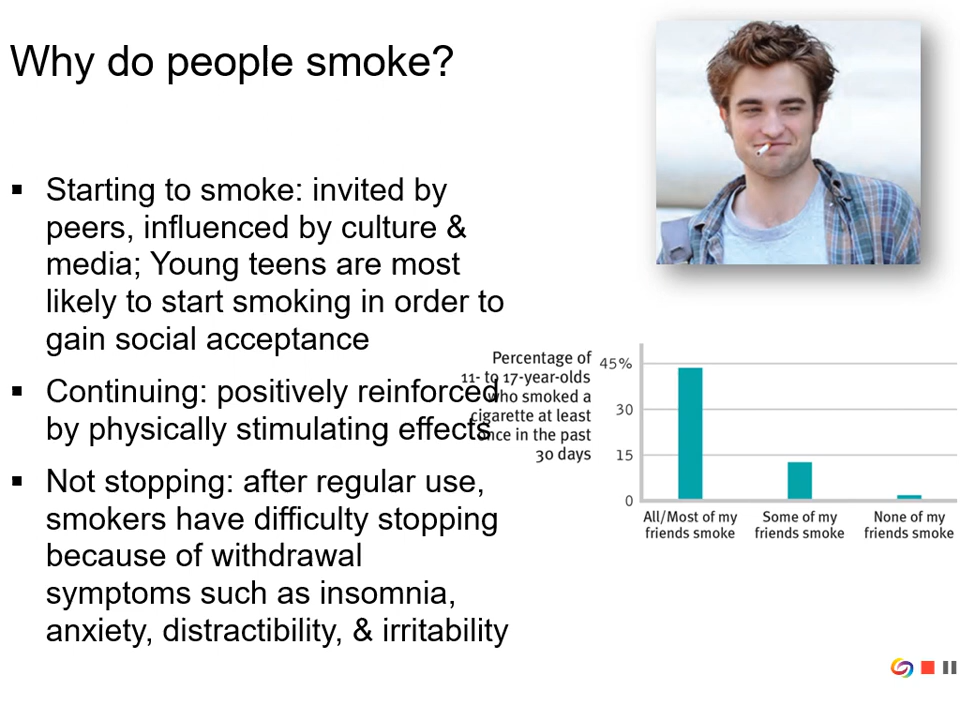 Why do people smoke?
▪ Starting to smoke: invited by
peers, influenced by culture &
media; Young teens are most
likely to start smoking in order to
gain social acceptance
▪ Continuing: positively reinforced
by physically stimulating effects
▪ Not stopping: after regular use,
smokers have difficulty stopping
because of withdrawal
symptoms such as insomnia,
anxiety, distractibility, & irritability
Percentage of
11- to 17-year-olds
who smoked a
cigarette at least
once in the past
30 days
45%
30
15
0
All/Most of my
friends smoke
Some of my
friends smoke
None of my
friends smoke